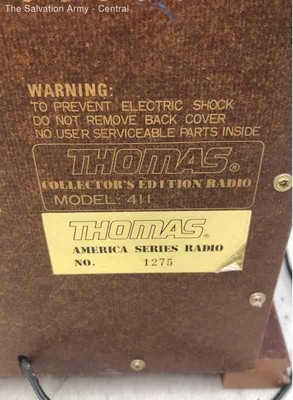 The Salvation Army - Central
WARNING:
TO PREVENT ELECTRIC SHOCK
DO NOT REMOVE BACK COVER
NO USER SERVICEABLE PARTS INSIDE
THOMAS®
COLLECTOR'S EDITION RADIO
MODEL: 411
THOMAS®
AMERICA SERIES RADIO
NO. 1275